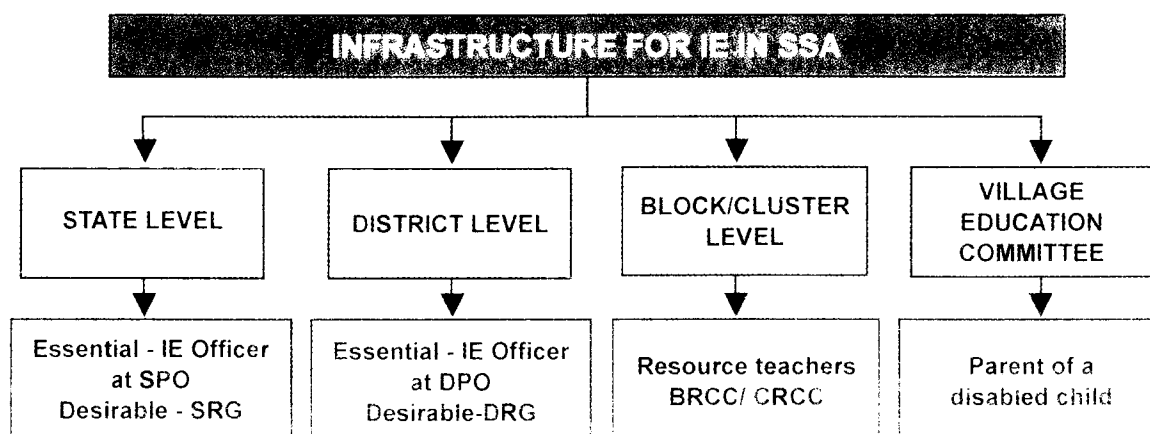 INFRASTRUCTURE FOR IE IN SSA
STATE LEVEL
DISTRICT LEVEL
BLOCK/CLUSTER
LEVEL
VILLAGE
EDUCATION
COMMITTEE
Essential - IE Officer
at SPO
Desirable - SRG
Essential - IE Officer
at DPO
Desirable-DRG
Resource teachers
BRCC/ CRCC
Parent of a
disabled child